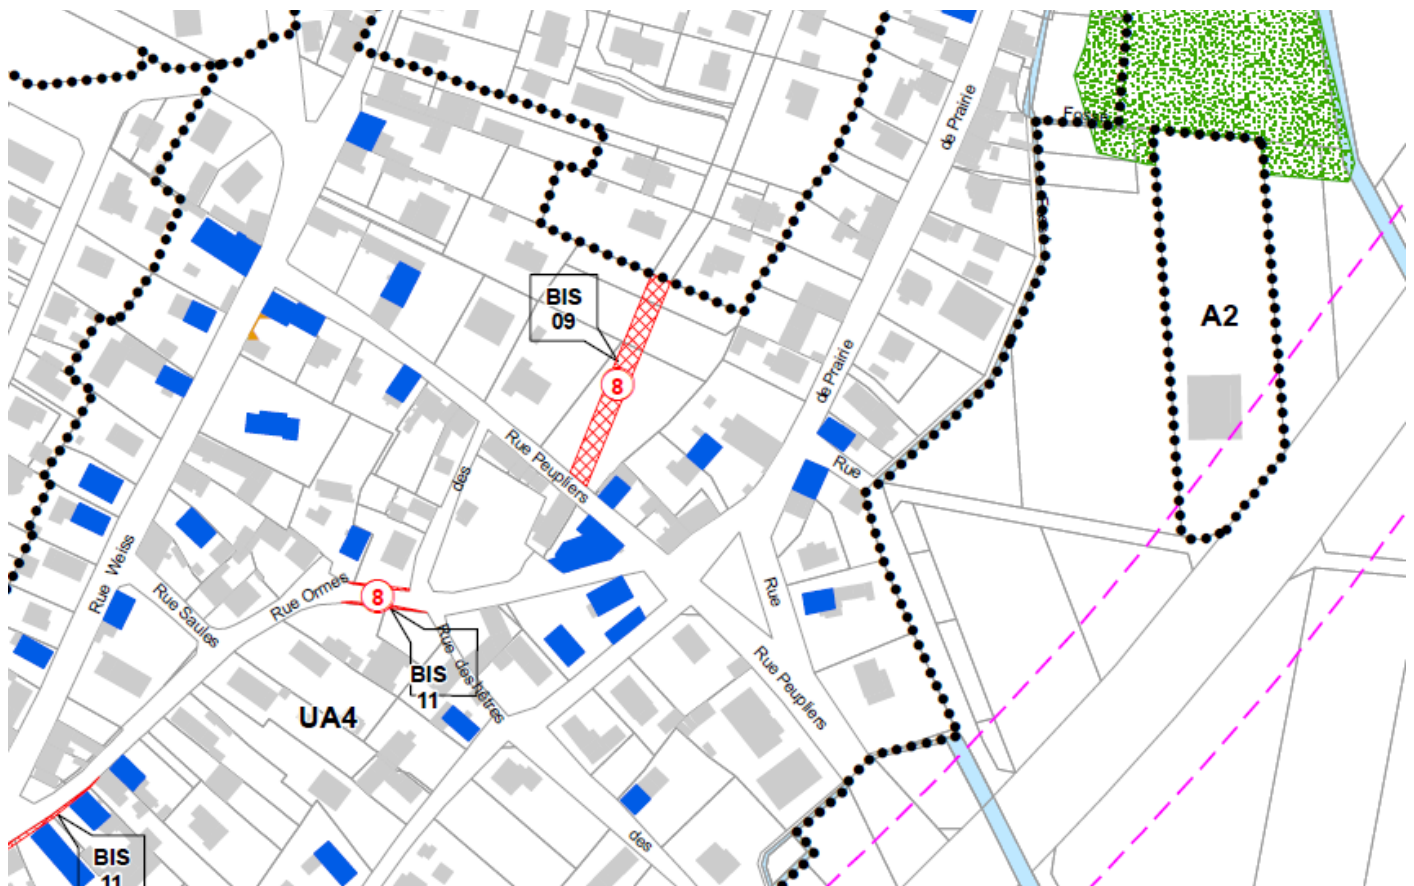 de Prairie
Fossé
A2
BIS
09
8
de Prairie
Rue Peupliers
Rue
des
Rue Weiss
Rue Ormes
8
Rue Saules
Rue
Rue des hêtres
BIS
11
Rue Peupliers
UA4
des
BIS
11